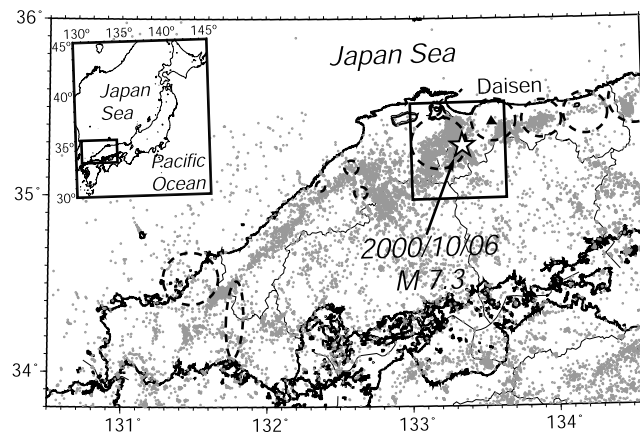 36˚
130˚ 135˚ 140˚ 145˚
45˚
40˚
35˚
30˚
Japan
Sea
Pacific
Ocean
Japan Sea
Daisen
35˚
2000/10/06
M 7.3
34˚
131˚ 132˚ 133˚ 134˚